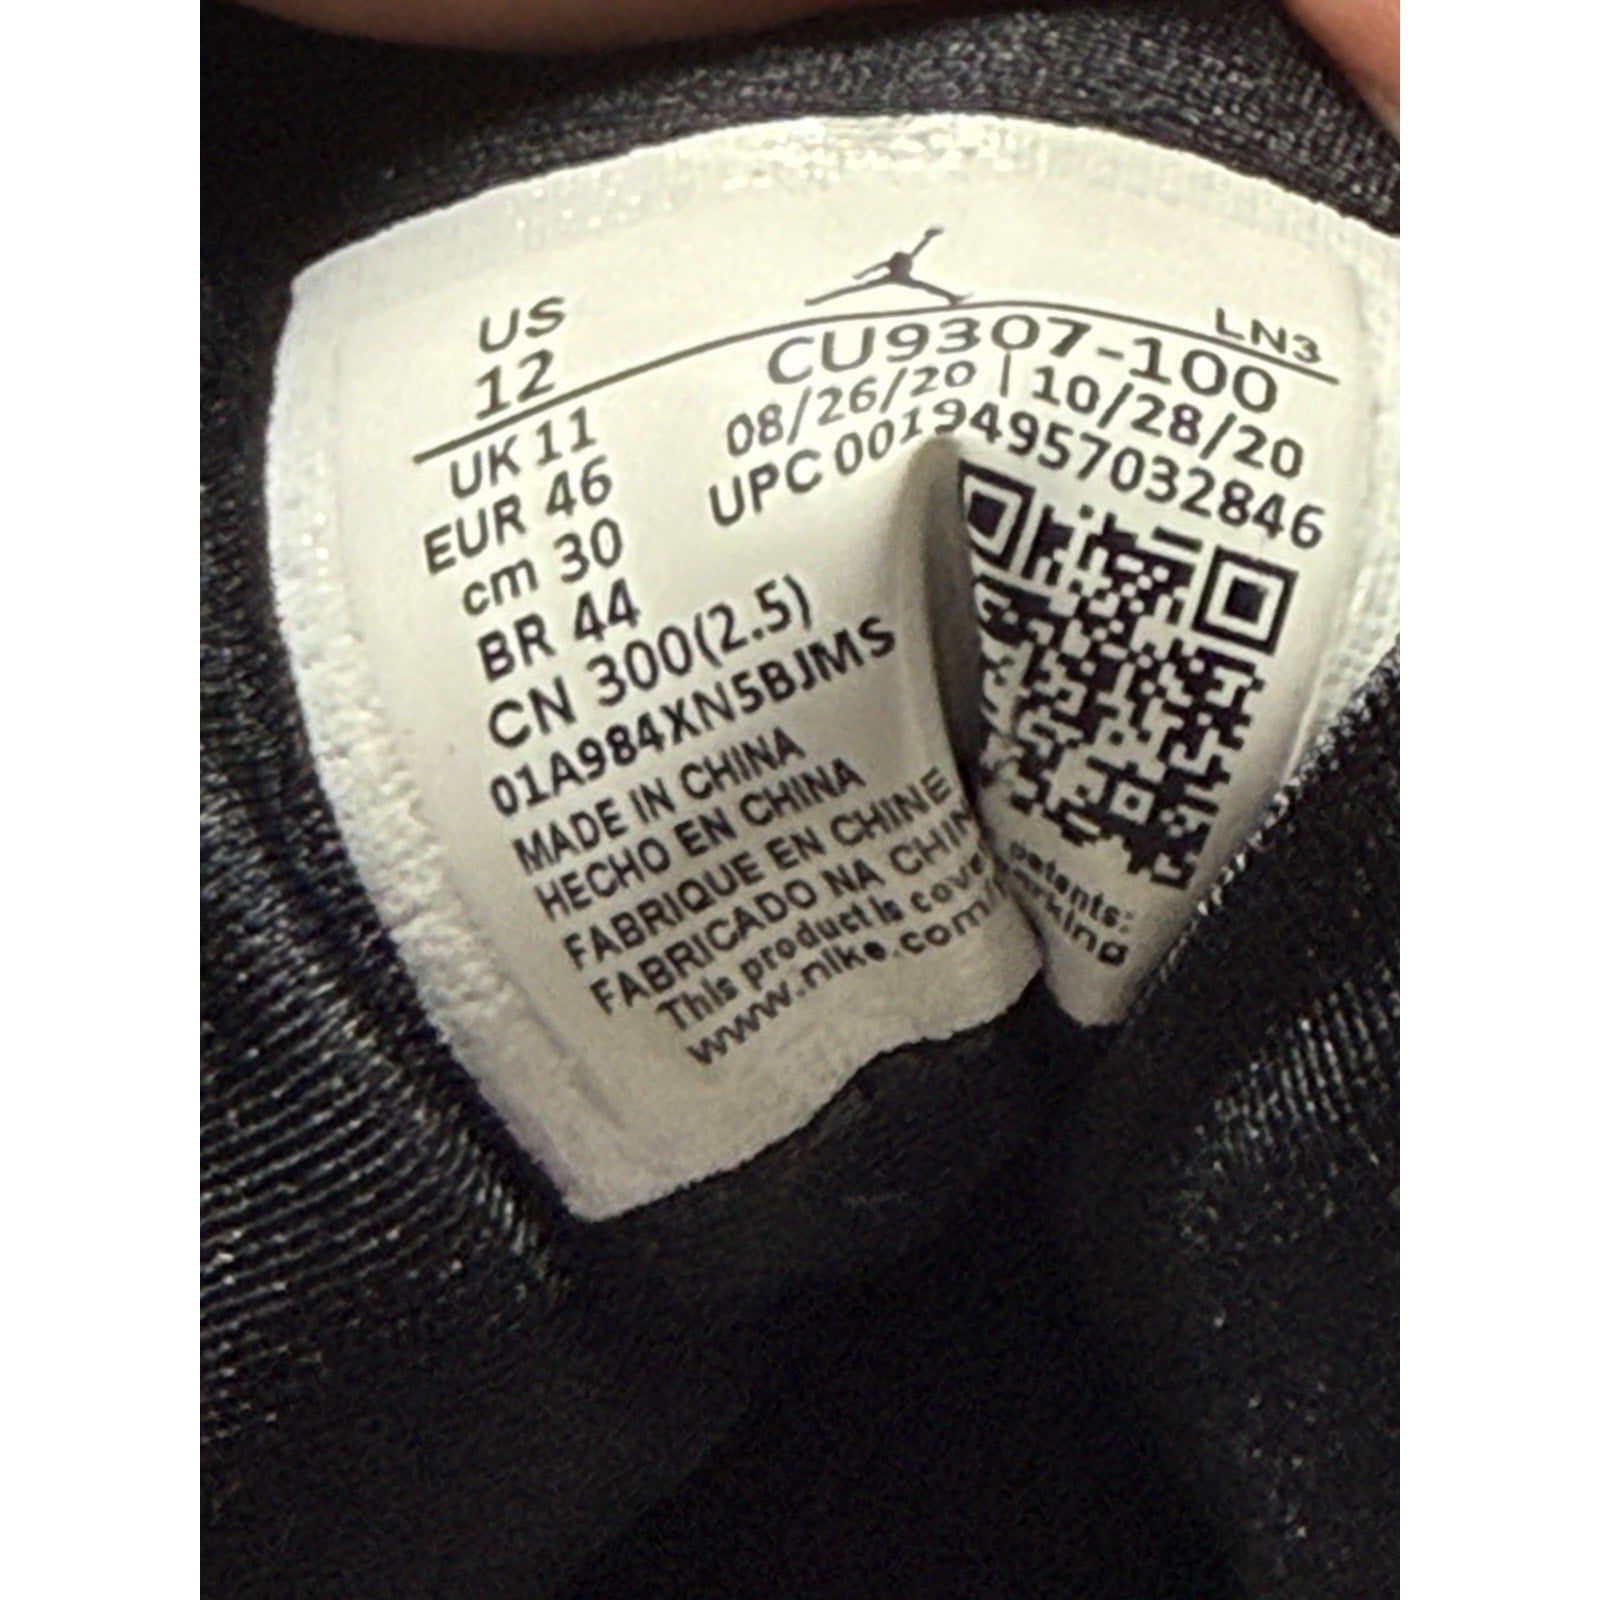 US
12
UK 11
EUR 46
cm 30
BR 44
CN 300(2.5)
01A984XN5BJMS
MADE IN CHINA
HECHO EN CHINA
FABRIQUE EN CHINE
FABRICADO NA CHIN
This product is cove
www.nike.com/
LN3
CU9307-100
08/26/20 | 10/28/20
UPC 00194957032846
patents: